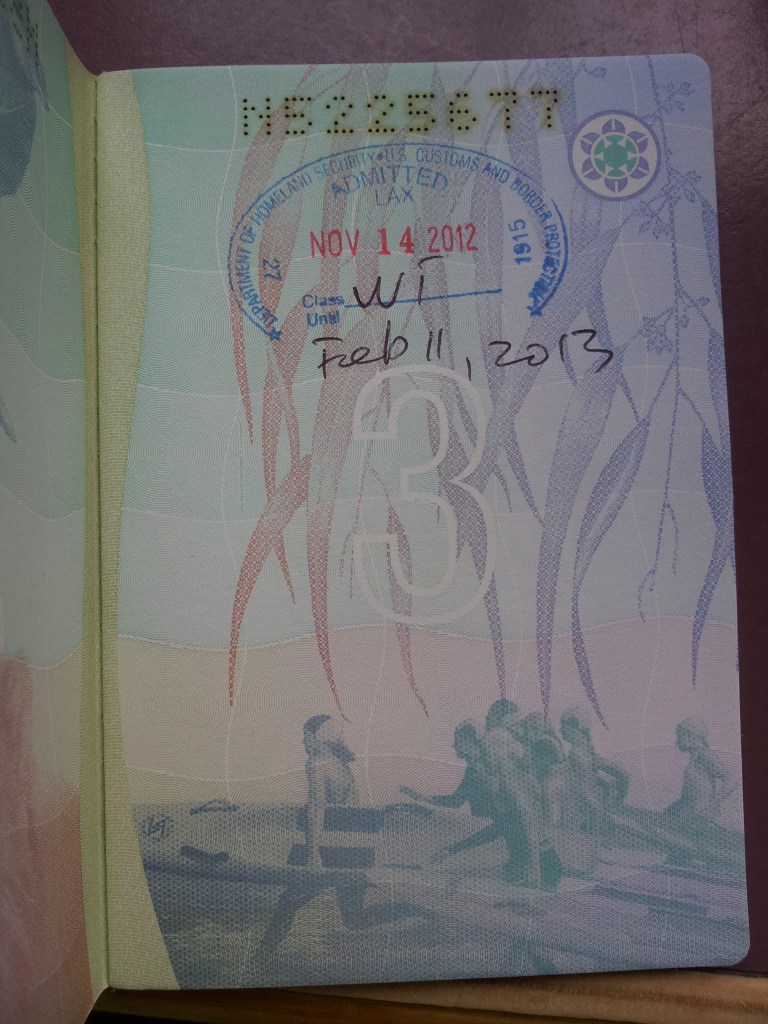 N5225677
DEPARTMENT OF HOMELAND SECURITY • U.S. CUSTOMS AND BORDER PROTECTION
ADMITTED
LAX
NOV 14 2012
27
1915
Class WT
Until
Feb 11, 2013
3